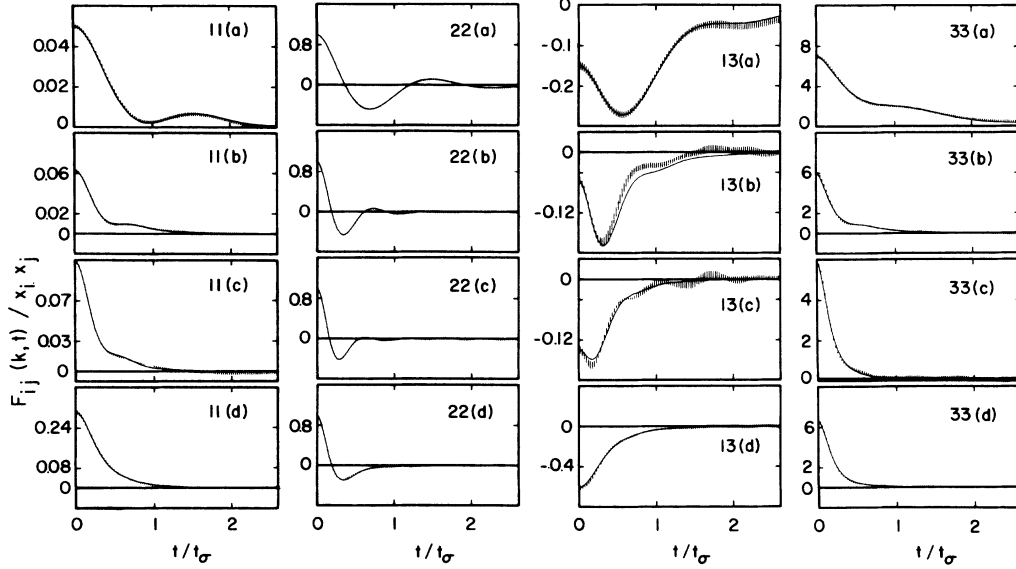 0.04
0.02
0
11(a)
0.8
0
22(a)
0
-0.1
-0.2
13(a)
8
4
0
33(a)
0.06
0.02
0
11(b)
0.8
0
22(b)
0
-0.12
13(b)
6
2
0
33(b)
0.07
0.03
0
11(c)
0.8
0
22(c)
0
-0.12
13(c)
4
2
0
33(c)
0.24
0.08
0
11(d)
0.8
0
22(d)
0
-0.4
13(d)
6
2
0
33(d)
F_{ij} (k, t) / x_i x_j
0 1 2
0 1 2
0 1 2
0 1 2
t/t_σ
t/t_σ
t/t_σ
t/t_σ